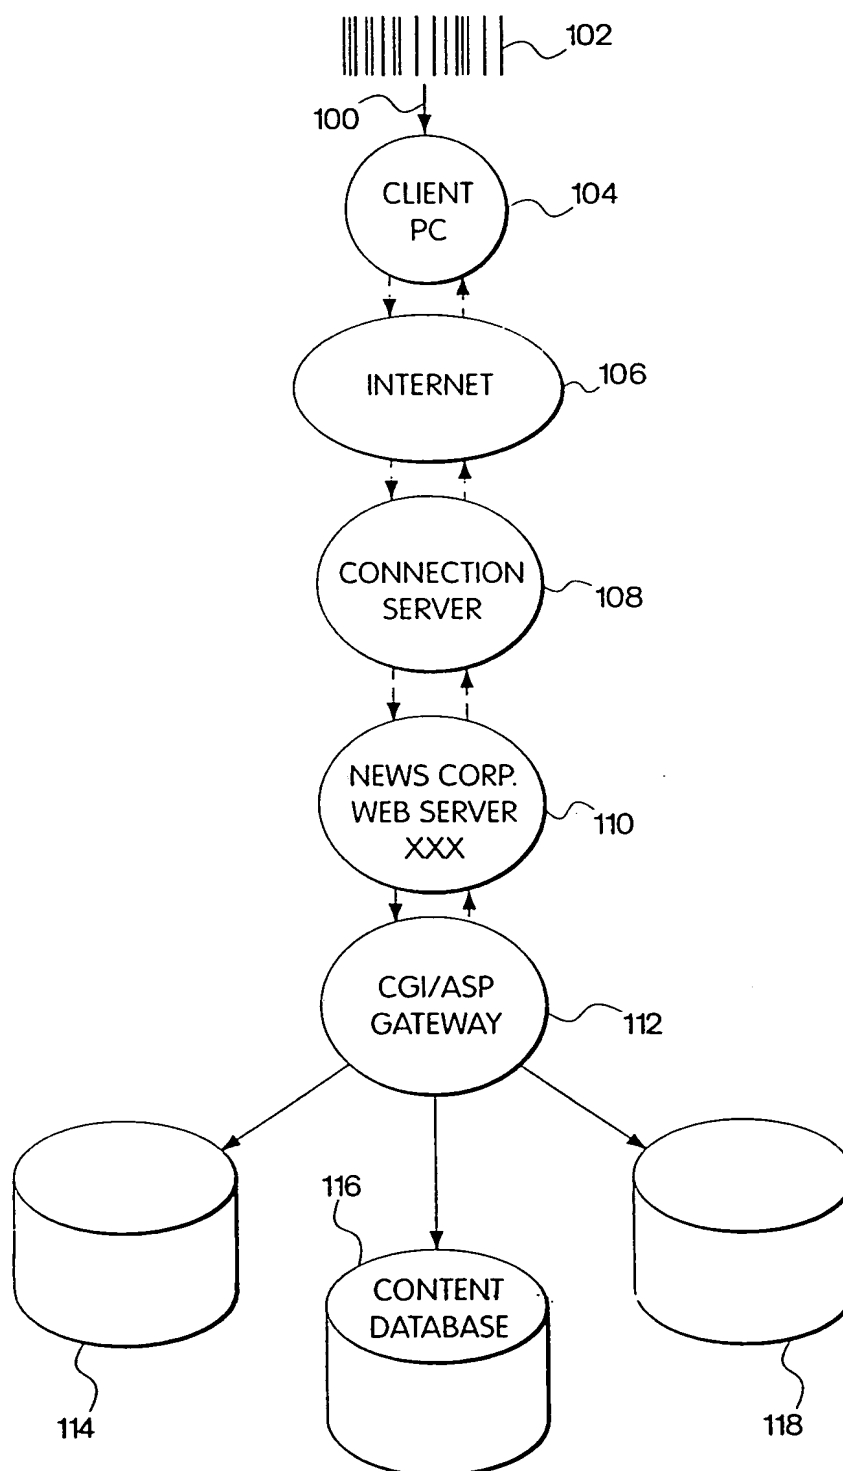 102
100
CLIENT
PC
104
INTERNET
106
CONNECTION
SERVER
108
NEWS CORP.
WEB SERVER
XXX
110
CGI/ASP
GATEWAY
112
116
CONTENT
DATABASE
114
118